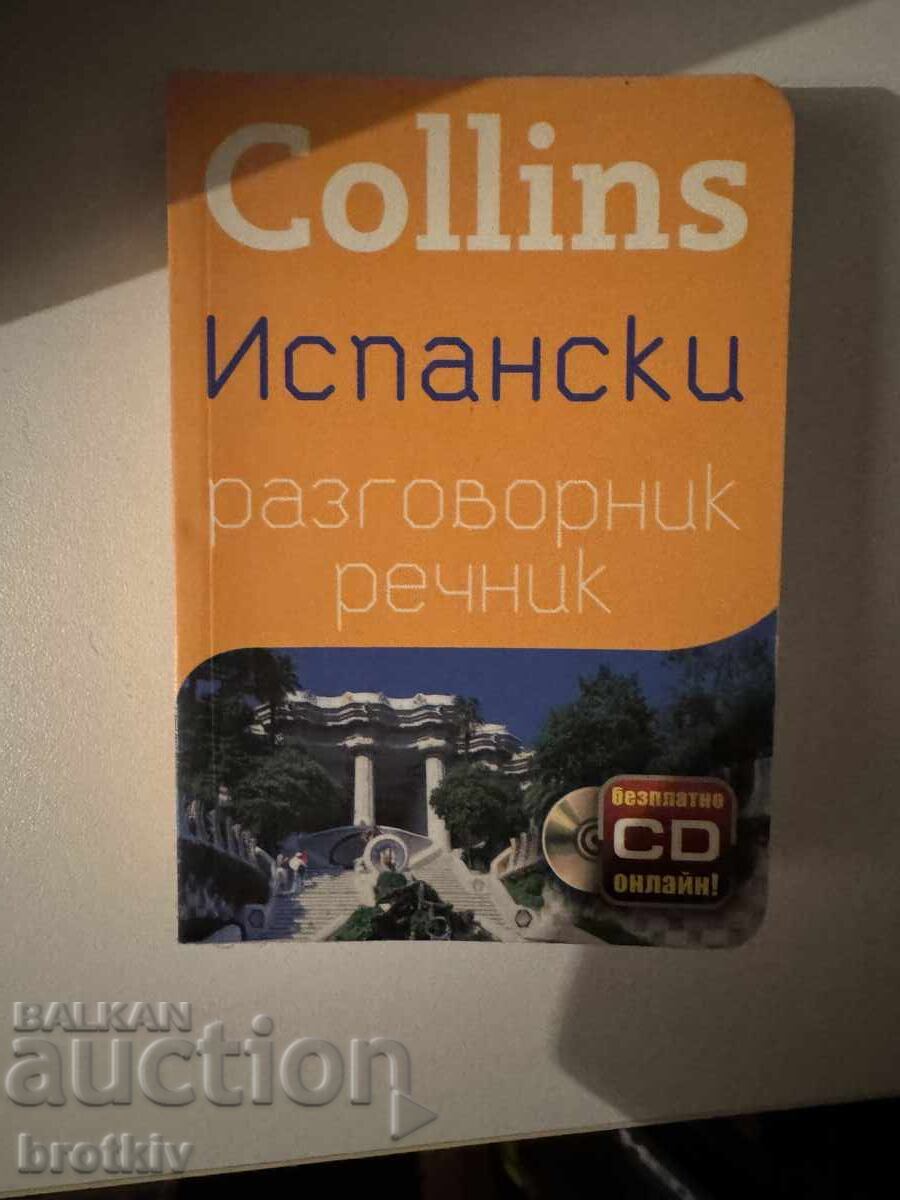 Collins
Испански
разговорник
речник
безплатно
CD
онлайн!
BALKAN
auction
brotkiv